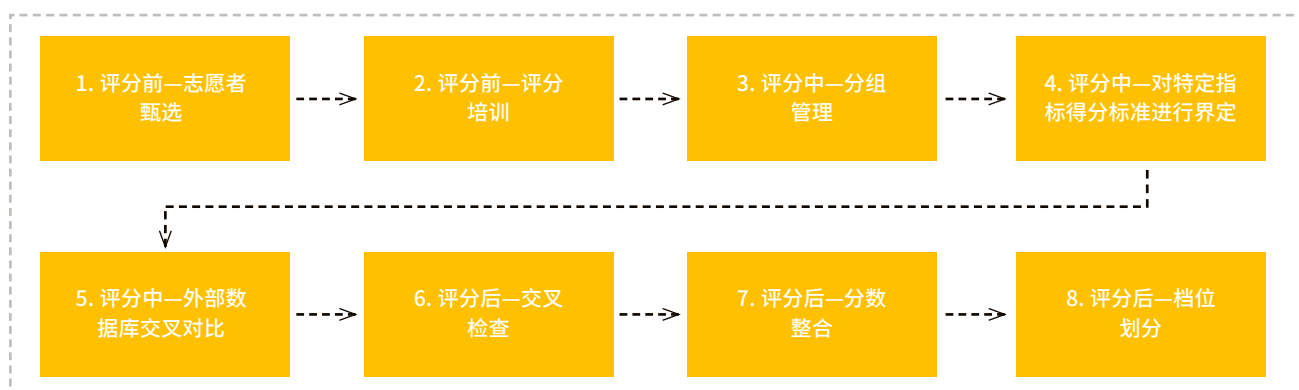 1. 评分前—志愿者
甄选
2. 评分前—评分
培训
3. 评分中—分组
管理
4. 评分中—对特定指
标得分标准进行界定
5. 评分中—外部数
据库交叉对比
6. 评分后—交叉
检查
7. 评分后—分数
整合
8. 评分后—档位
划分